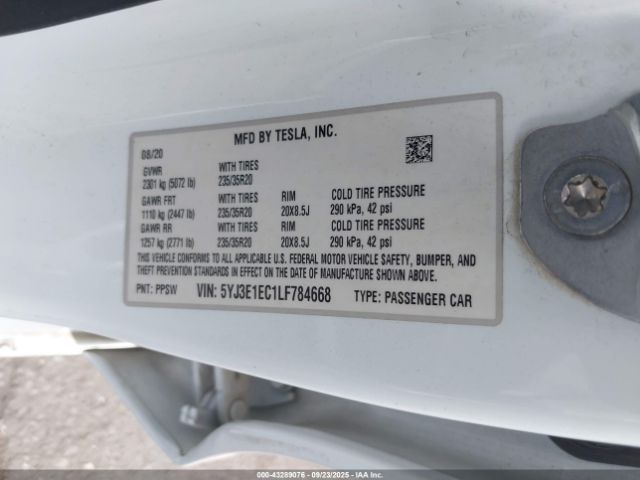 MFD BY TESLA, INC.
08/20
GVWR WITH TIRES
2301 kg (5072 lb) 235/35R20
GAWR FRT WITH TIRES RIM COLD TIRE PRESSURE
1110 kg (2447 lb) 235/35R20 20X8.5J 290 kPa, 42 psi
GAWR RR WITH TIRES RIM COLD TIRE PRESSURE
1257 kg (2771 lb) 235/35R20 20X8.5J 290 kPa, 42 psi
THIS VEHICLE CONFORMS TO ALL APPLICABLE U.S. FEDERAL MOTOR VEHICLE SAFETY, BUMPER, AND
THEFT PREVENTION STANDARDS IN EFFECT ON THE DATE OF MANUFACTURE SHOWN ABOVE.
PNT: PPSW VIN: 5YJ3E1EC1LF784668 TYPE: PASSENGER CAR
000-43289076 - 09/23/2025 - IAA Inc.